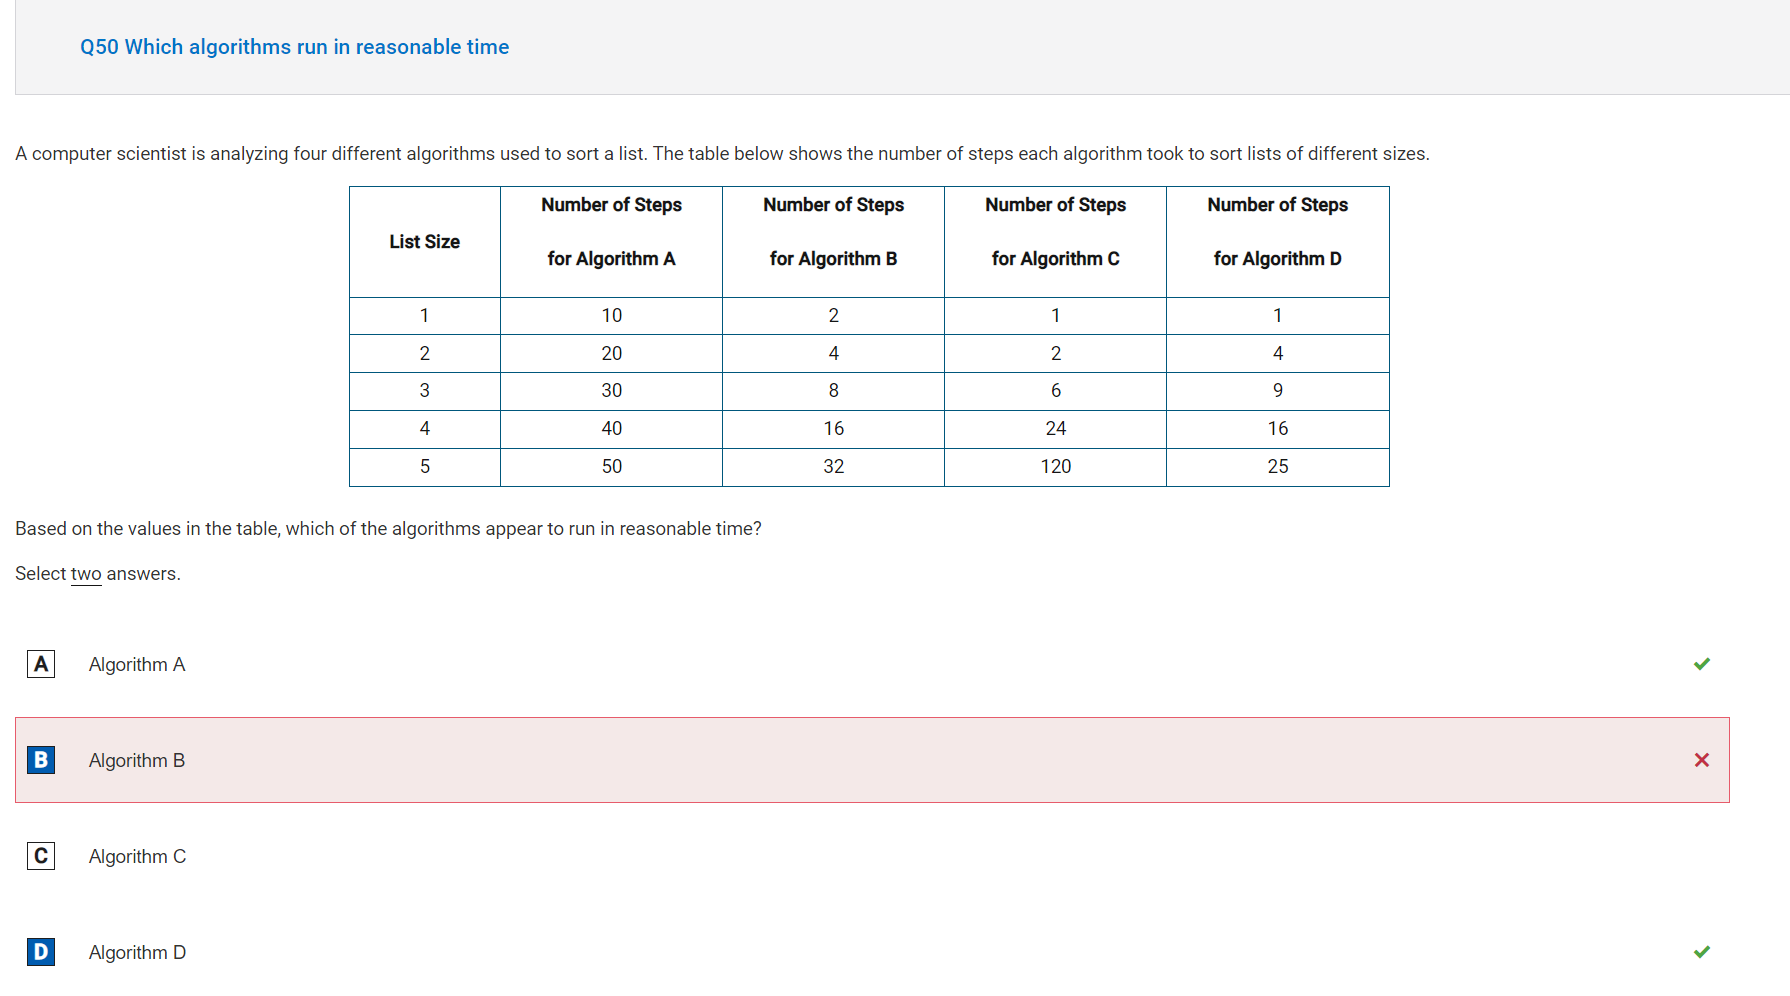 Q50 Which algorithms run in reasonable time
A computer scientist is analyzing four different algorithms used to sort a list. The table below shows the number of steps each algorithm took to sort lists of different sizes.
List Size Number of Steps for Algorithm A Number of Steps for Algorithm B Number of Steps for Algorithm C Number of Steps for Algorithm D
1 10 2 1 1
2 20 4 2 4
3 30 8 6 9
4 40 16 24 16
5 50 32 120 25
Based on the values in the table, which of the algorithms appear to run in reasonable time?
Select two answers.
A Algorithm A
B Algorithm B
C Algorithm C
D Algorithm D